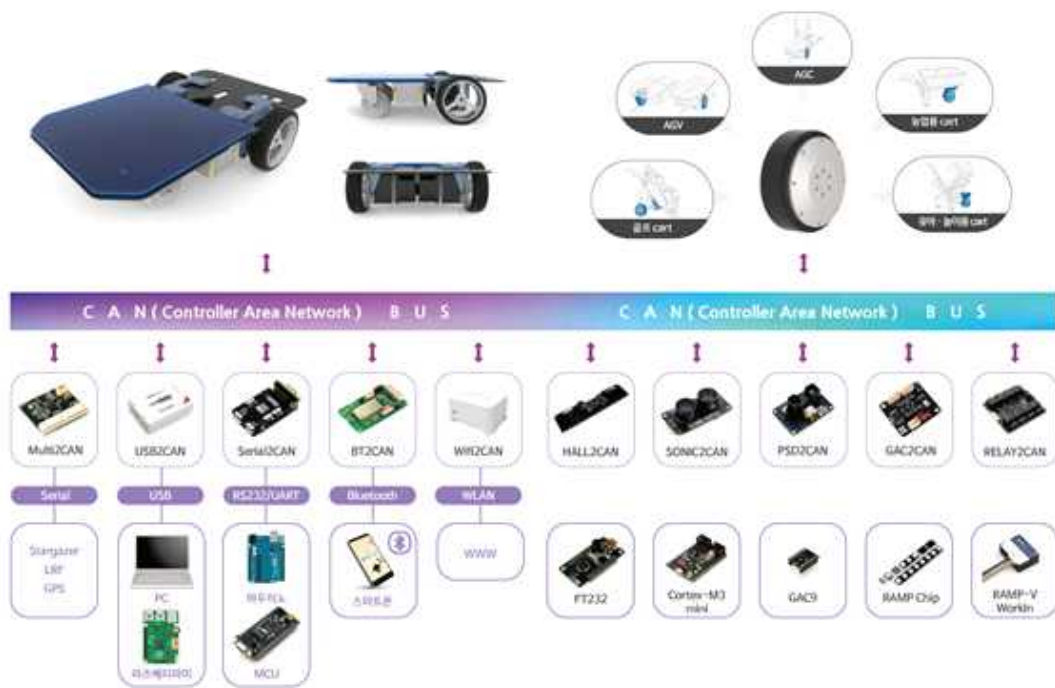 AGC
AGV
농업용 cart
골프 cart
유아 · 놀이용 cart
C A N ( Controller Area Network ) B U S
C A N ( Controller Area Network ) B U S
Multi2CAN
USB2CAN
Serial2CAN
BT2CAN
Wifi2CAN
HALL2CAN
SONIC2CAN
PSD2CAN
GAC2CAN
RELAY2CAN
Serial
USB
RS232/UART
Bluetooth
WLAN
Stargazer
LRF
GPS
PC
라즈베리파이
아두이노
MCU
스마트폰
WWW
FT232
Cortex-M3
mini
GAC9
RAMP Chip
RAMP-V
WorkIn